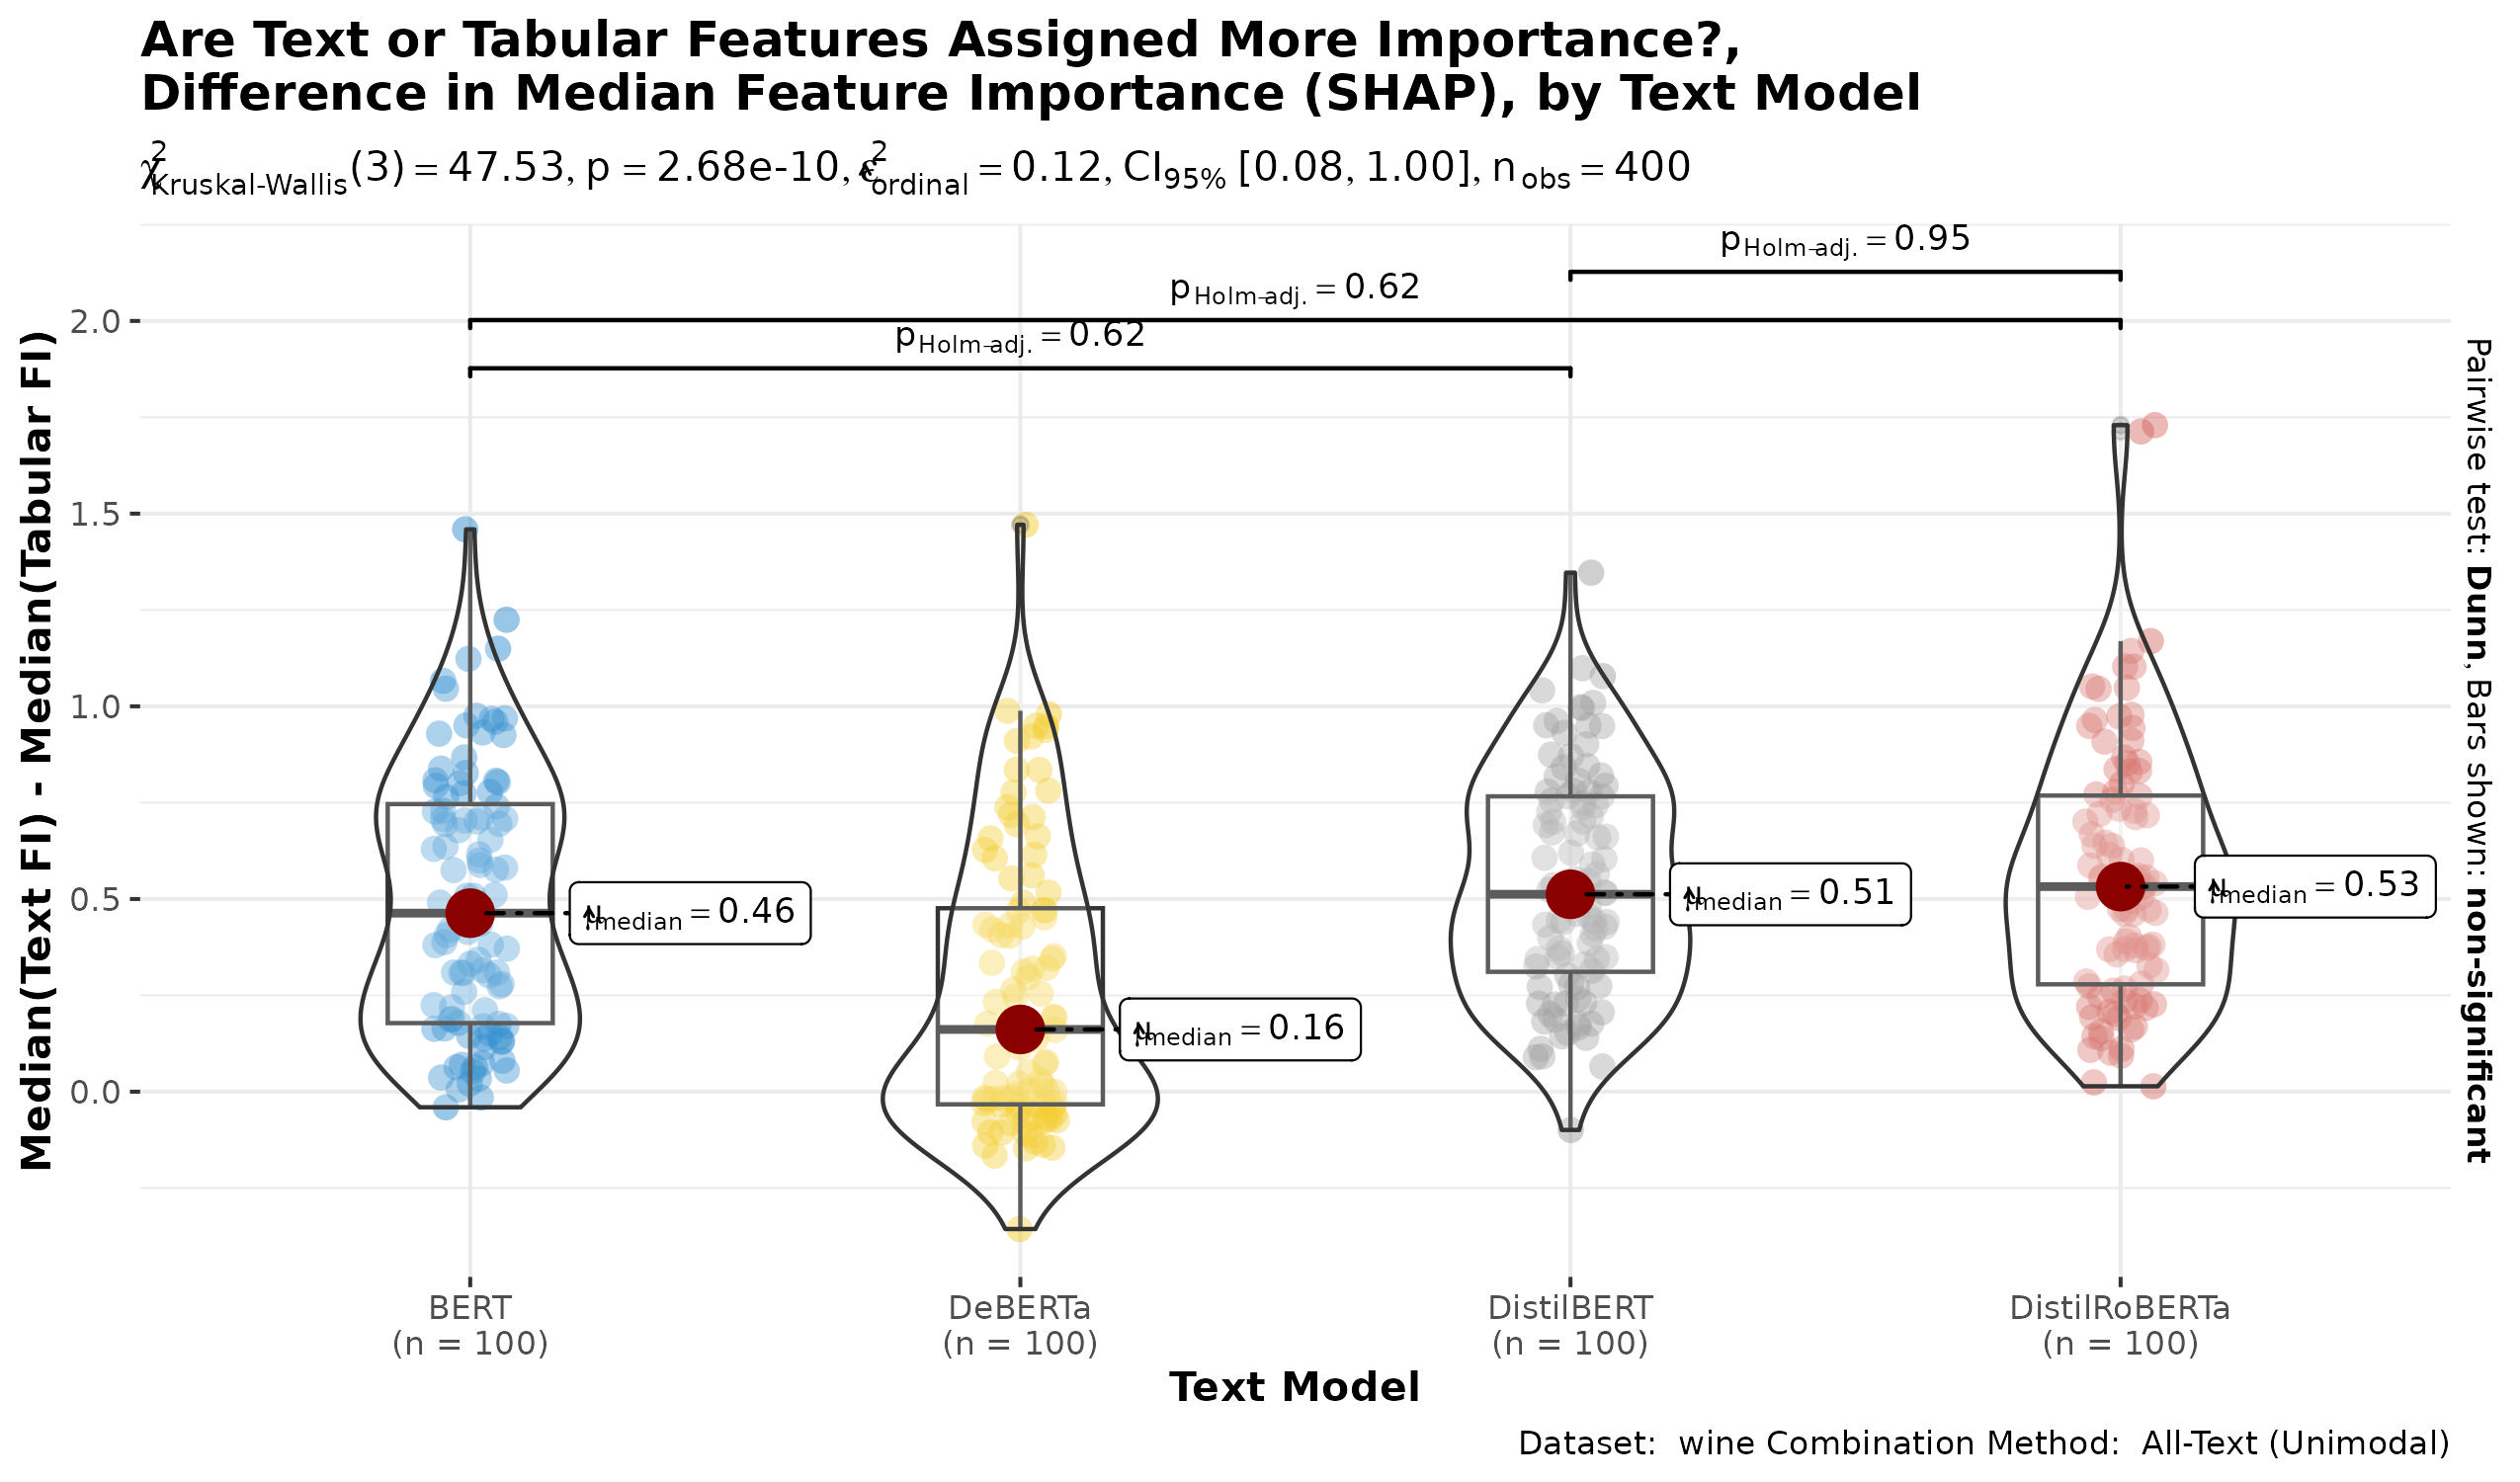 Are Text or Tabular Features Assigned More Importance?,
Difference in Median Feature Importance (SHAP), by Text Model
χ²Kruskal-Wallis(3) = 47.53, p = 2.68e-10, ε̂²ordinal = 0.12, CI95% [0.08, 1.00], nobs = 400
pHolm-adj. = 0.95
pHolm-adj. = 0.62
pHolm-adj. = 0.62
Median(Text FI) - Median(Tabular FI)
2.0
1.5
1.0
0.5
0.0
μ̂median = 0.46
μ̂median = 0.16
μ̂median = 0.51
μ̂median = 0.53
Pairwise test: Dunn, Bars shown: non-significant
BERT
(n = 100)
DeBERTa
(n = 100)
DistilBERT
(n = 100)
DistilRoBERTa
(n = 100)
Text Model
Dataset:  wine Combination Method:  All-Text (Unimodal)